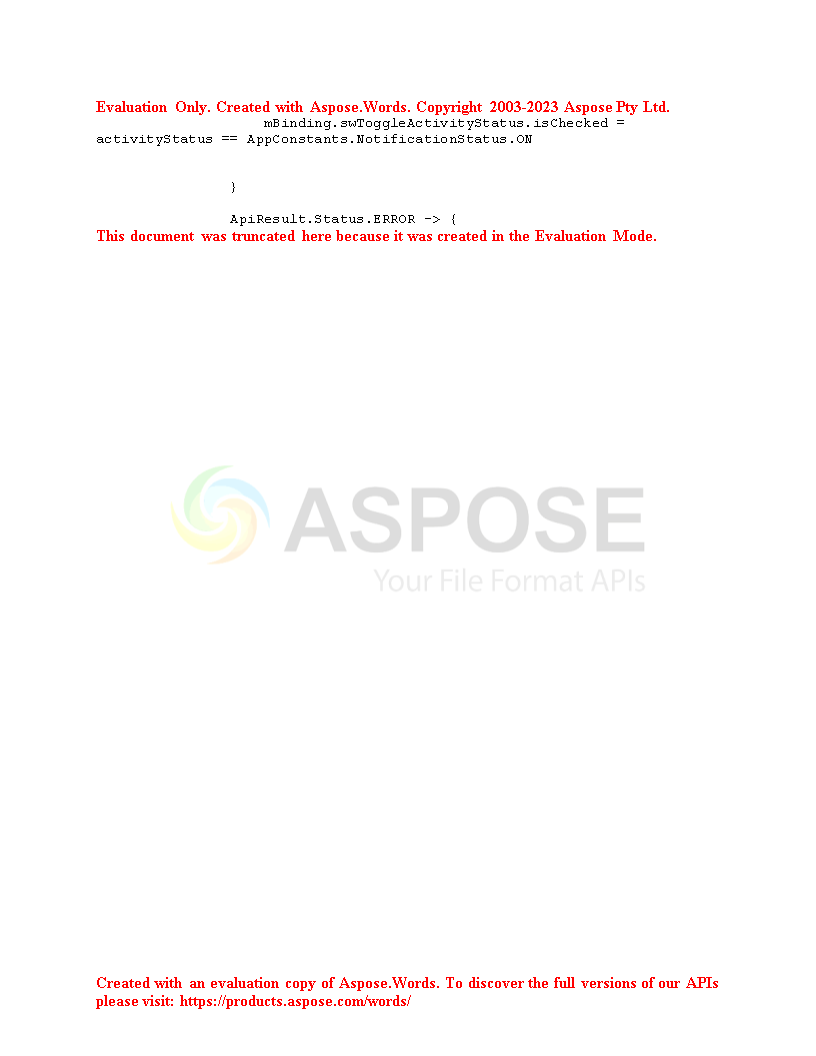 Evaluation Only. Created with Aspose.Words. Copyright 2003-2023 Aspose Pty Ltd.
mBinding.swToggleActivityStatus.isChecked =
activityStatus == AppConstants.NotificationStatus.ON
}
ApiResult.Status.ERROR -> {
This document was truncated here because it was created in the Evaluation Mode.
ASPOSE
Your File Format APIs
Created with an evaluation copy of Aspose.Words. To discover the full versions of our APIs
please visit: https://products.aspose.com/words/